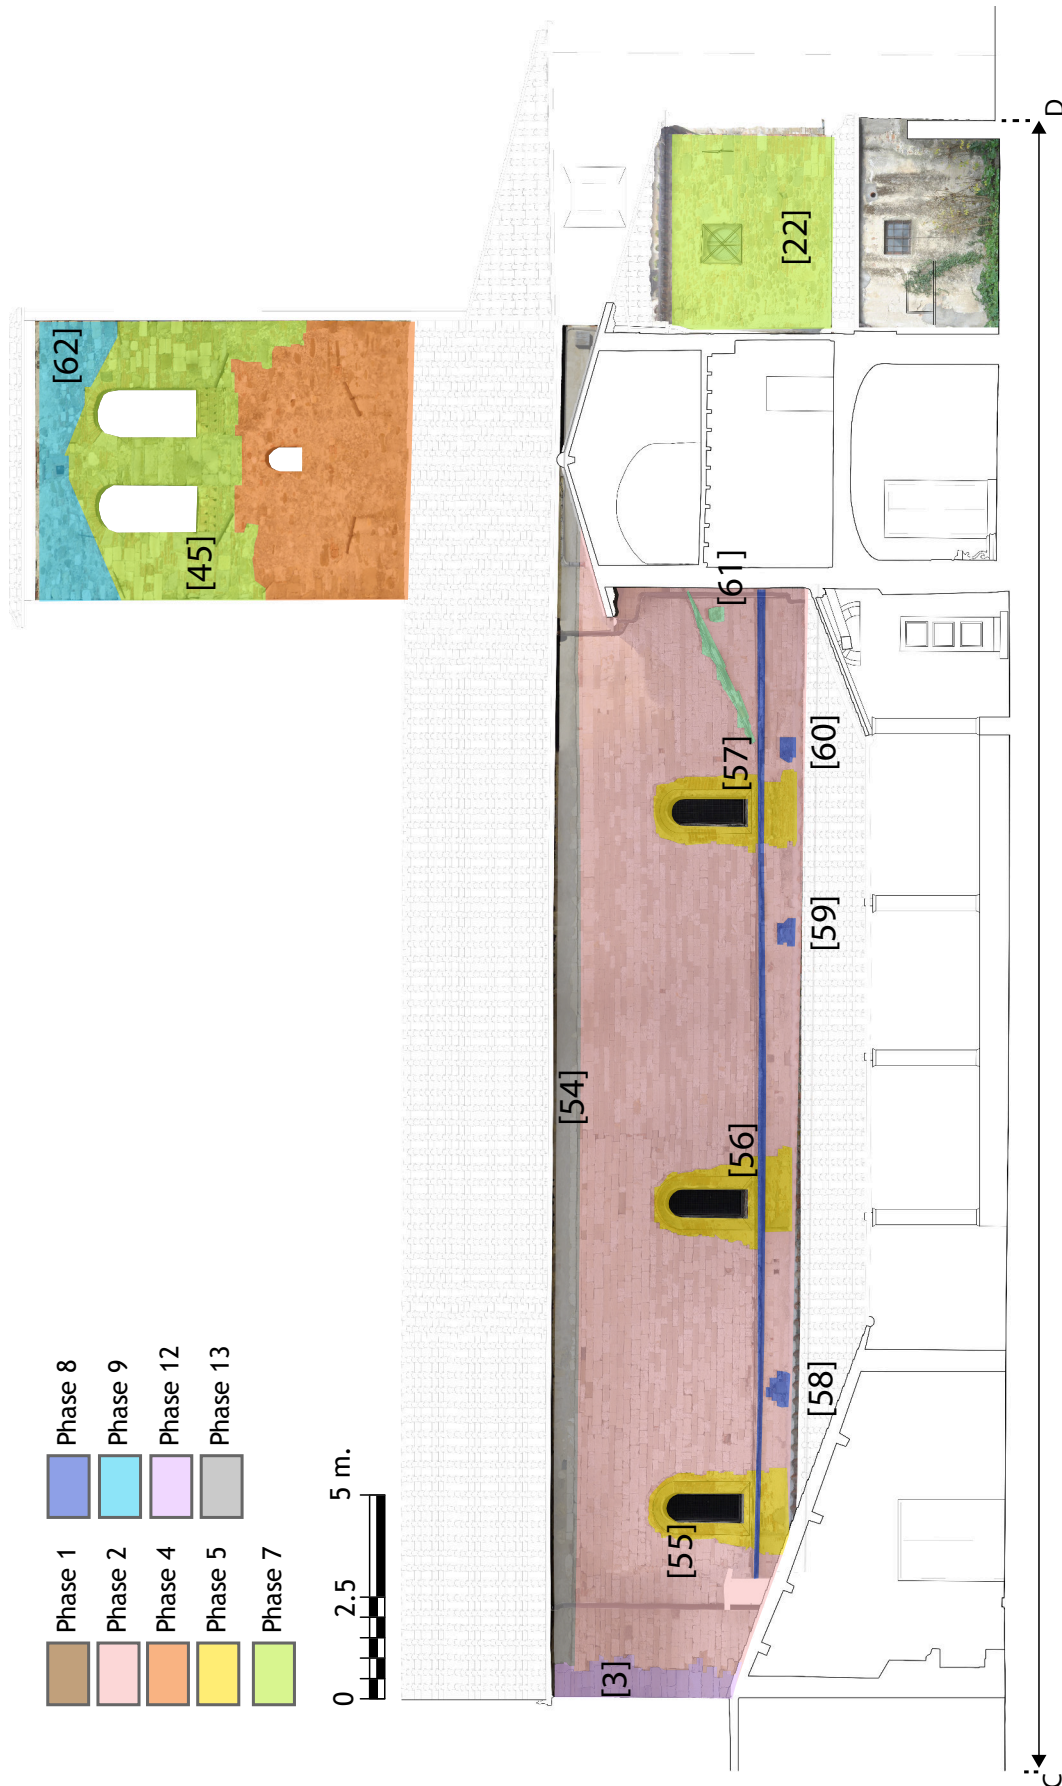 Phase 1
Phase 2
Phase 4
Phase 5
Phase 7
Phase 8
Phase 9
Phase 12
Phase 13
0 2.5 5 m.
[62]
[45]
[22]
[54]
[61]
[57]
[60]
[59]
[56]
[58]
[55]
[3]
C D